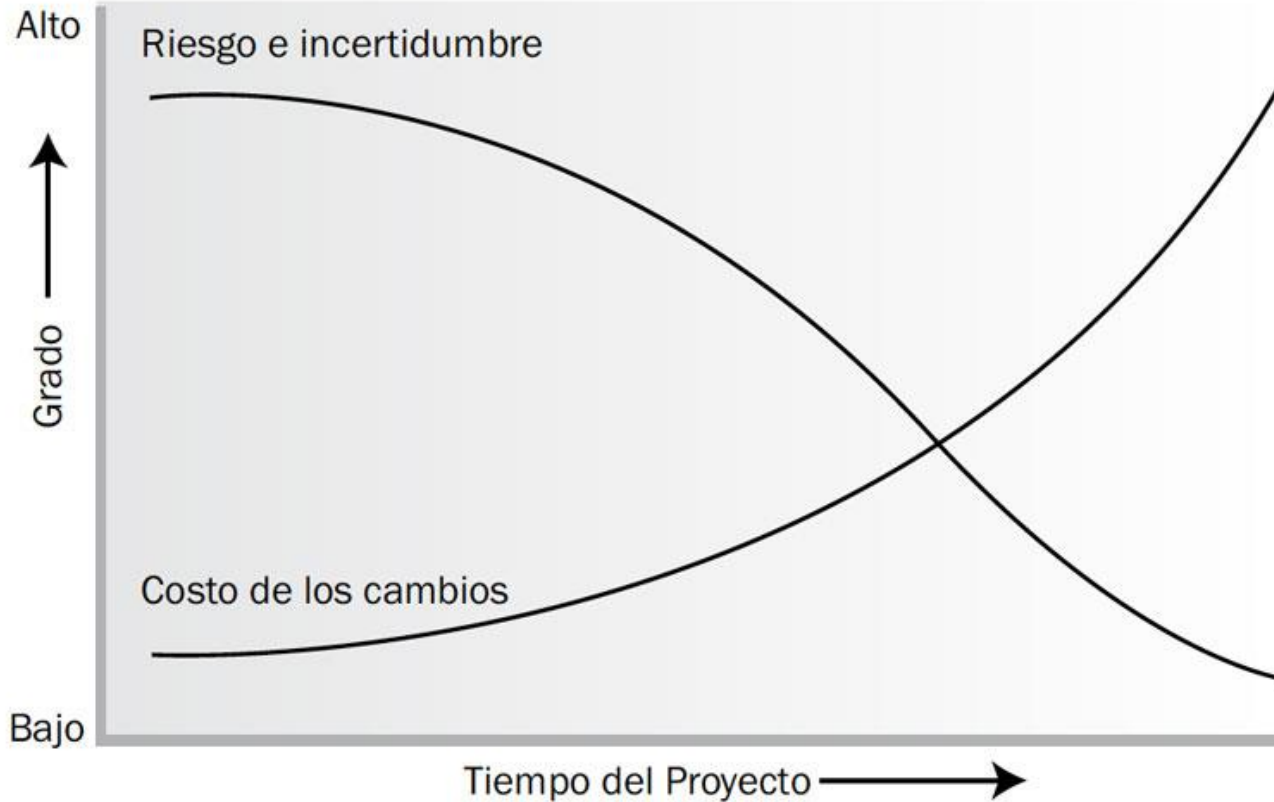 Alto
Riesgo e incertidumbre
Grado
Costo de los cambios
Bajo
Tiempo del Proyecto